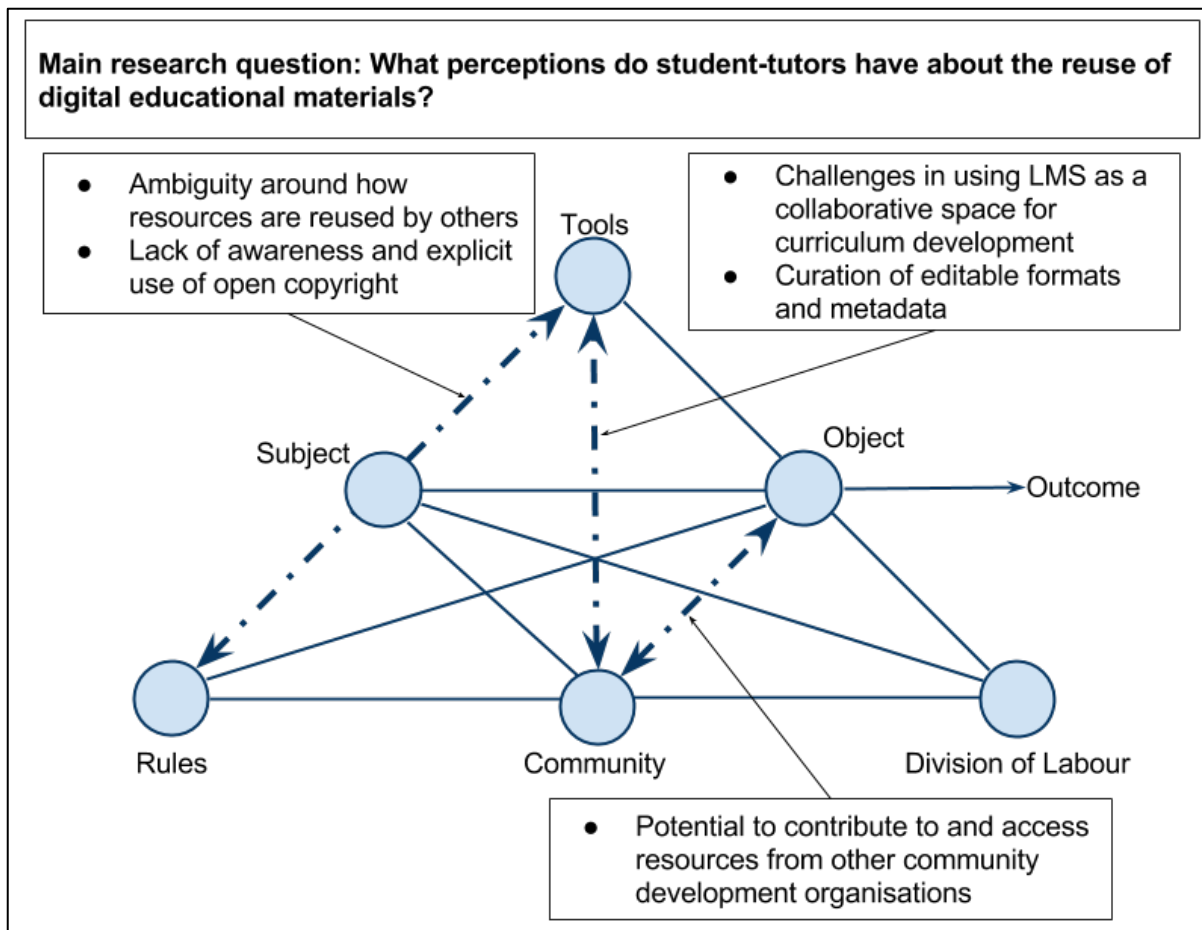 Main research question: What perceptions do student-tutors have about the reuse of
digital educational materials?
● Ambiguity around how
resources are reused by others
● Lack of awareness and explicit
use of open copyright
● Challenges in using LMS as a
collaborative space for
curriculum development
● Curation of editable formats
and metadata
Tools
Subject
Object
Outcome
Rules
Community
Division of Labour
● Potential to contribute to and access
resources from other community
development organisations